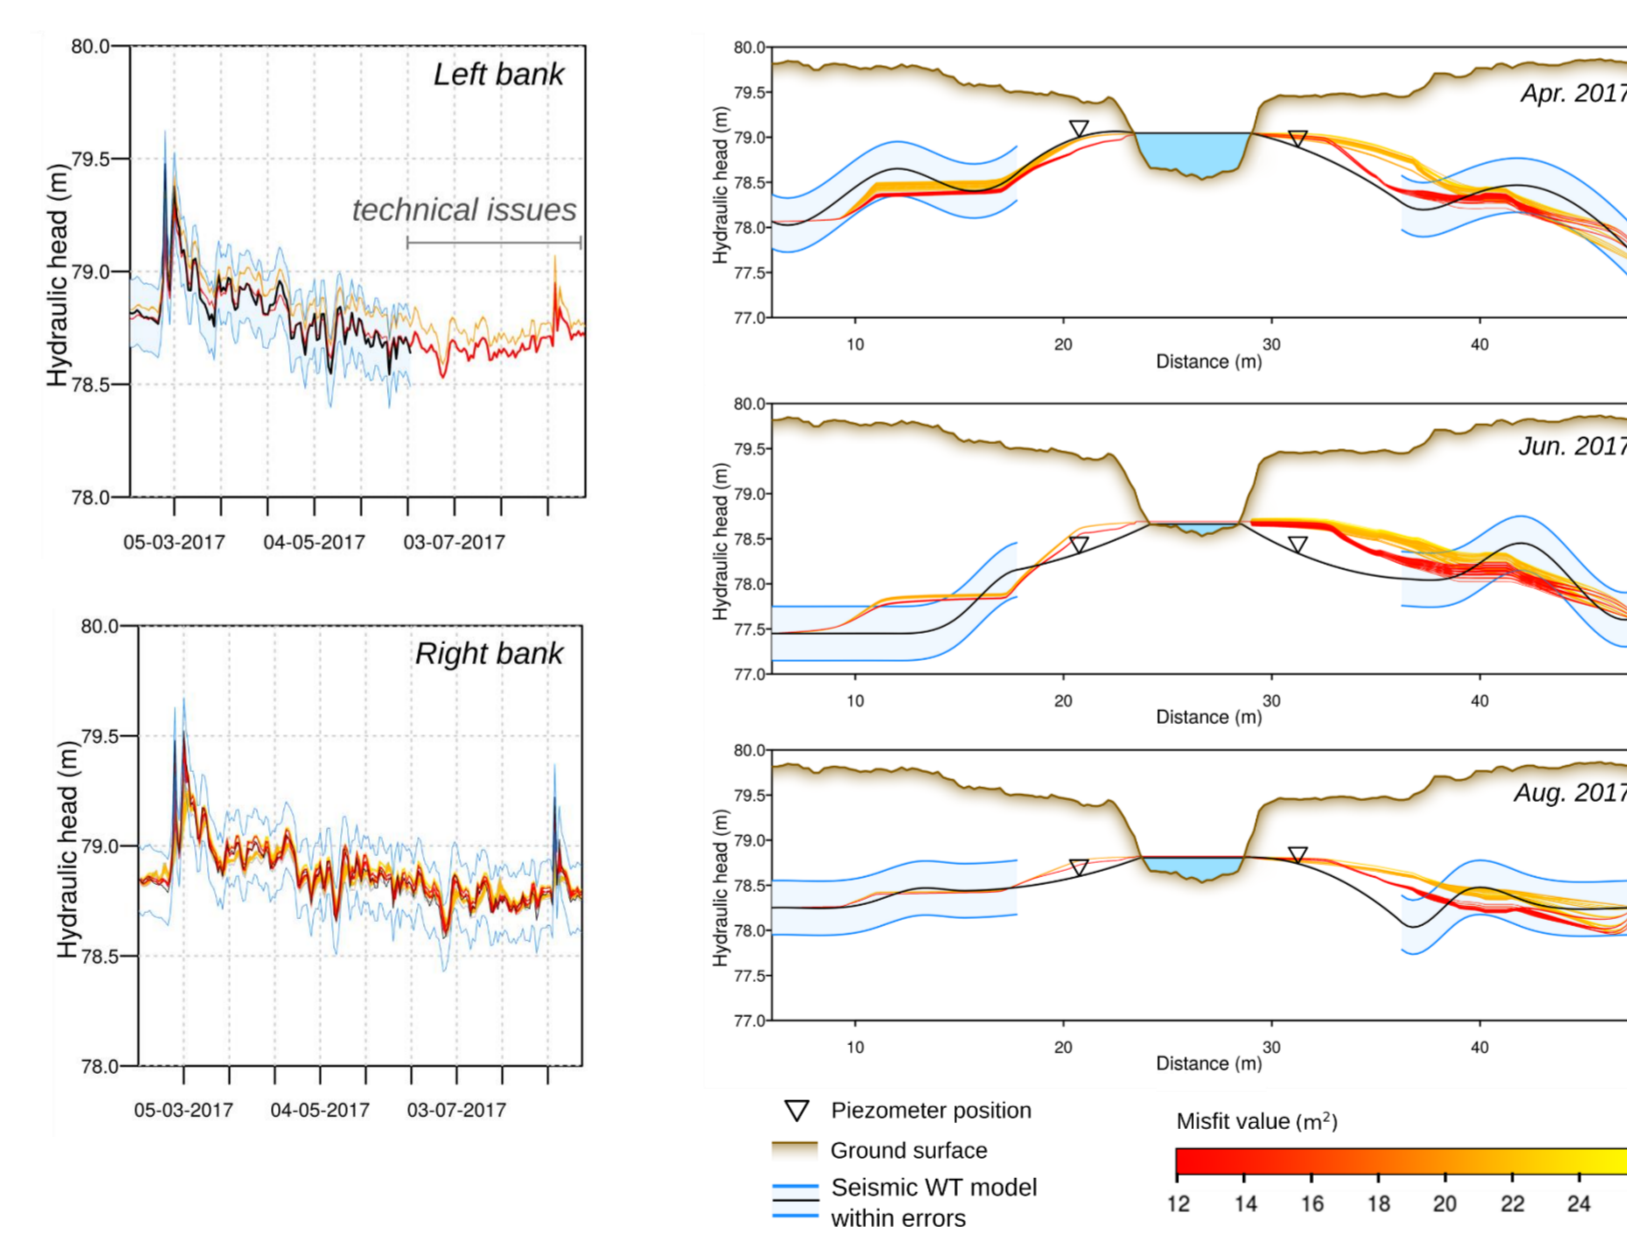 80.0
79.5
79.0
78.5
78.0
Hydraulic head (m)
Left bank
technical issues
05-03-2017 04-05-2017 03-07-2017
80.0
79.5
79.0
78.5
78.0
Hydraulic head (m)
Right bank
05-03-2017 04-05-2017 03-07-2017
80.0
79.5
79.0
78.5
78.0
77.5
77.0
Hydraulic head (m)
Apr. 2017
10 20 30 40
Distance (m)
80.0
79.5
79.0
78.5
78.0
77.5
77.0
Hydraulic head (m)
Jun. 2017
10 20 30 40
Distance (m)
80.0
79.5
79.0
78.5
78.0
77.5
77.0
Hydraulic head (m)
Aug. 2017
10 20 30 40
Distance (m)
Piezometer position
Ground surface
Seismic WT model
within errors
Misfit value (m²)
12 14 16 18 20 22 24